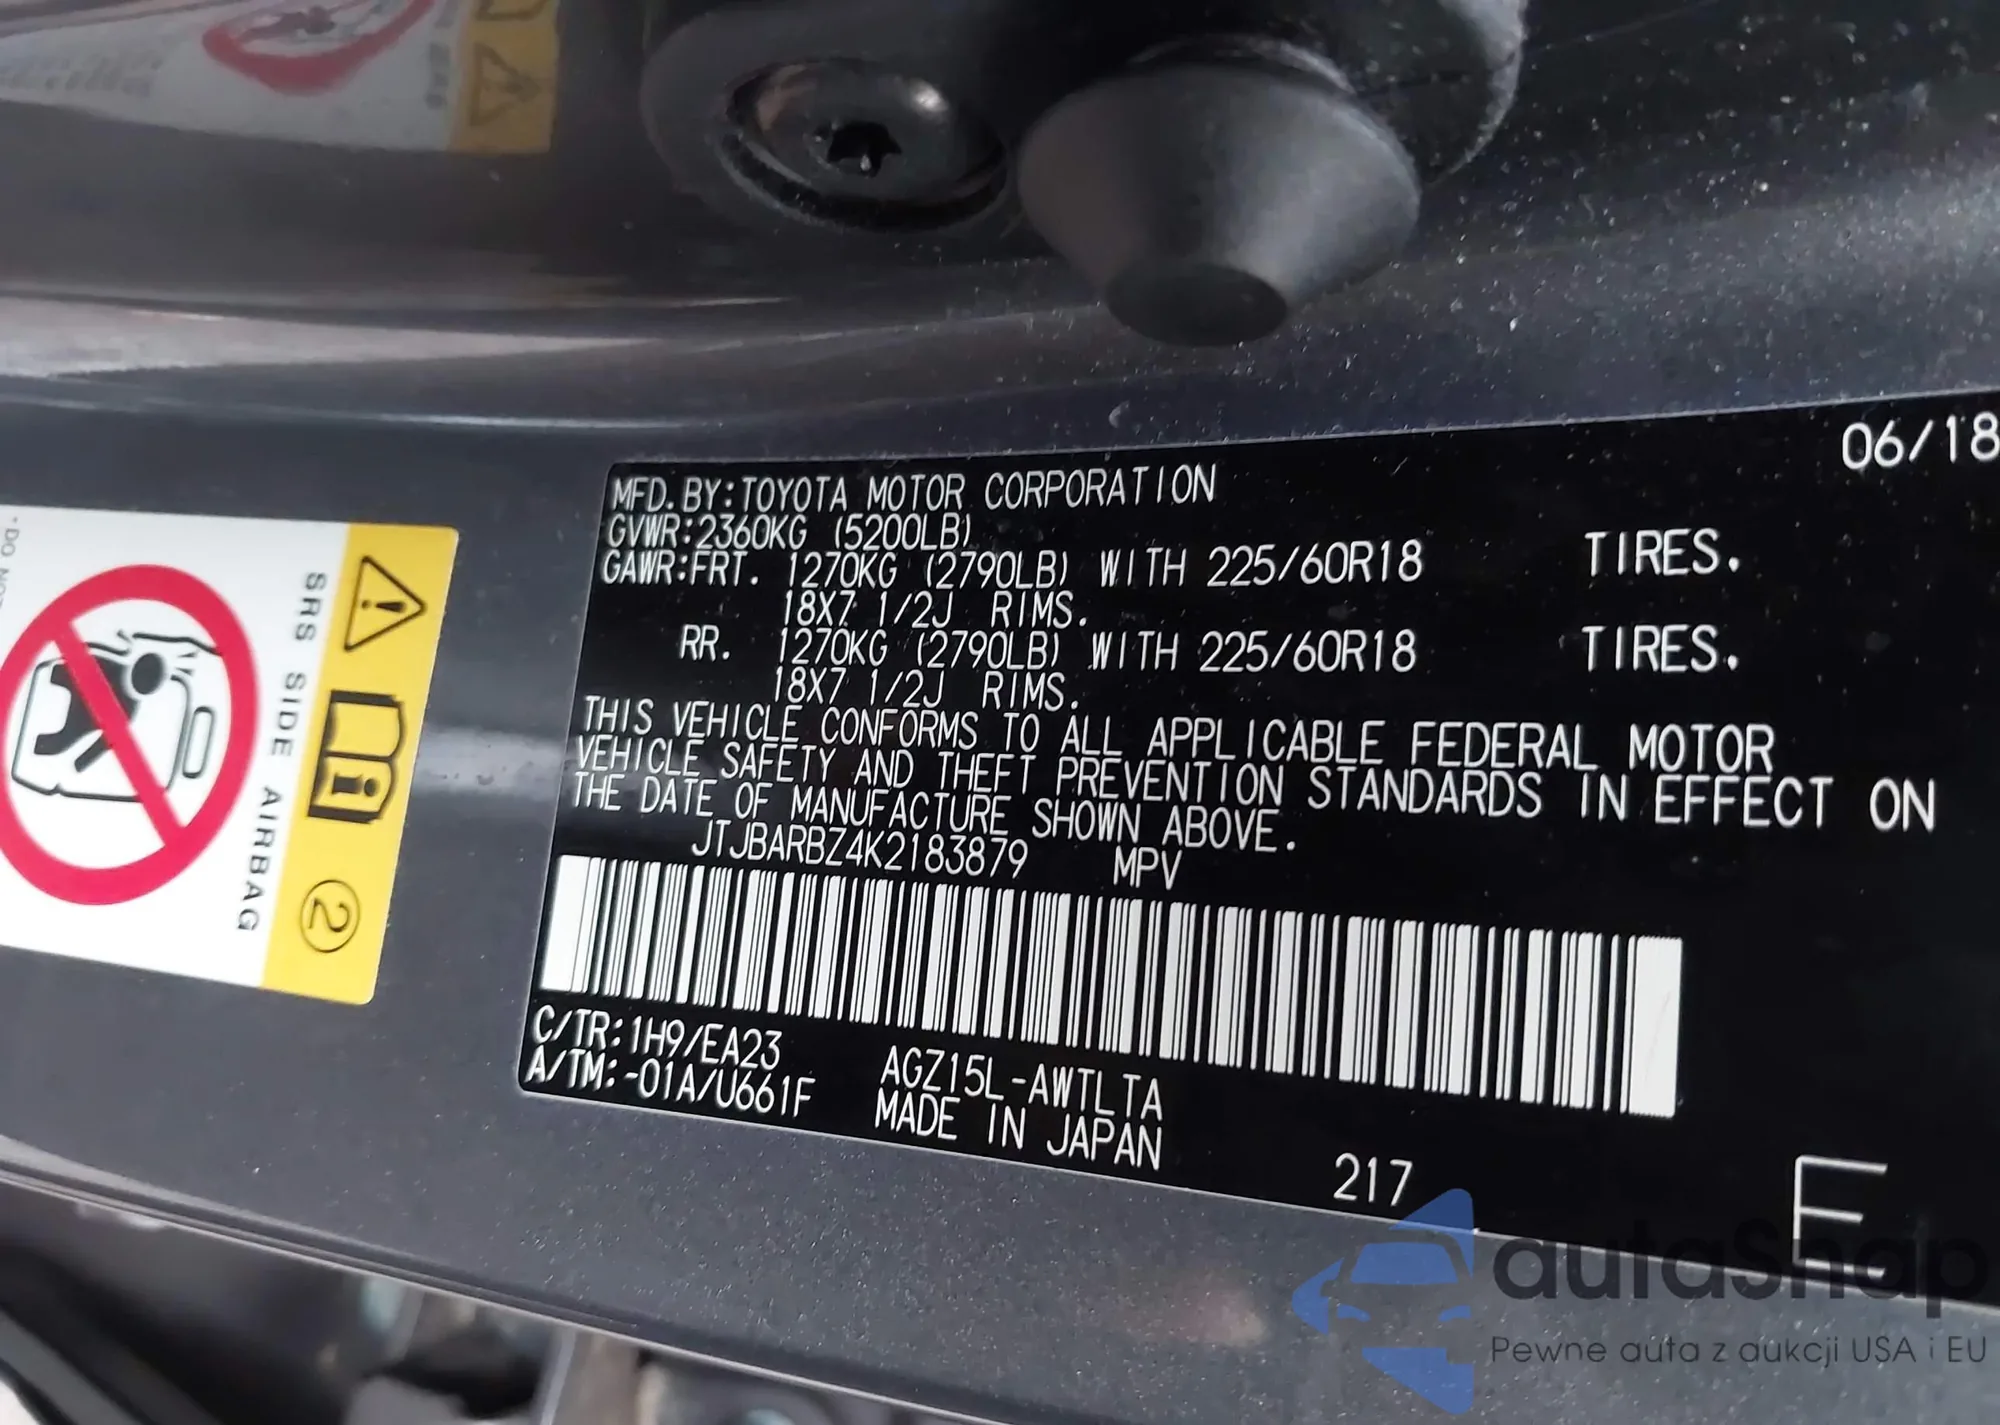 06/18
MFD. BY:TOYOTA MOTOR CORPORATION
GVWR:2360KG (5200LB)
GAWR:FRT. 1270KG (2790LB) WITH 225/60R18 TIRES.
18X7 1/2J RIMS.
RR. 1270KG (2790LB) WITH 225/60R18 TIRES.
18X7 1/2J RIMS.
THIS VEHICLE CONFORMS TO ALL APPLICABLE FEDERAL MOTOR
VEHICLE SAFETY AND THEFT PREVENTION STANDARDS IN EFFECT ON
THE DATE OF MANUFACTURE SHOWN ABOVE.
JTJBARBZ4K2183879 MPV
C/TR:1H9/EA23
A/TM:-01A/U661F
AGZ15L-AWTLTA
MADE IN JAPAN
217
E
SRS SIDE AIRBAG
2
autaShap
Pewne auta z aukcji USA i EU